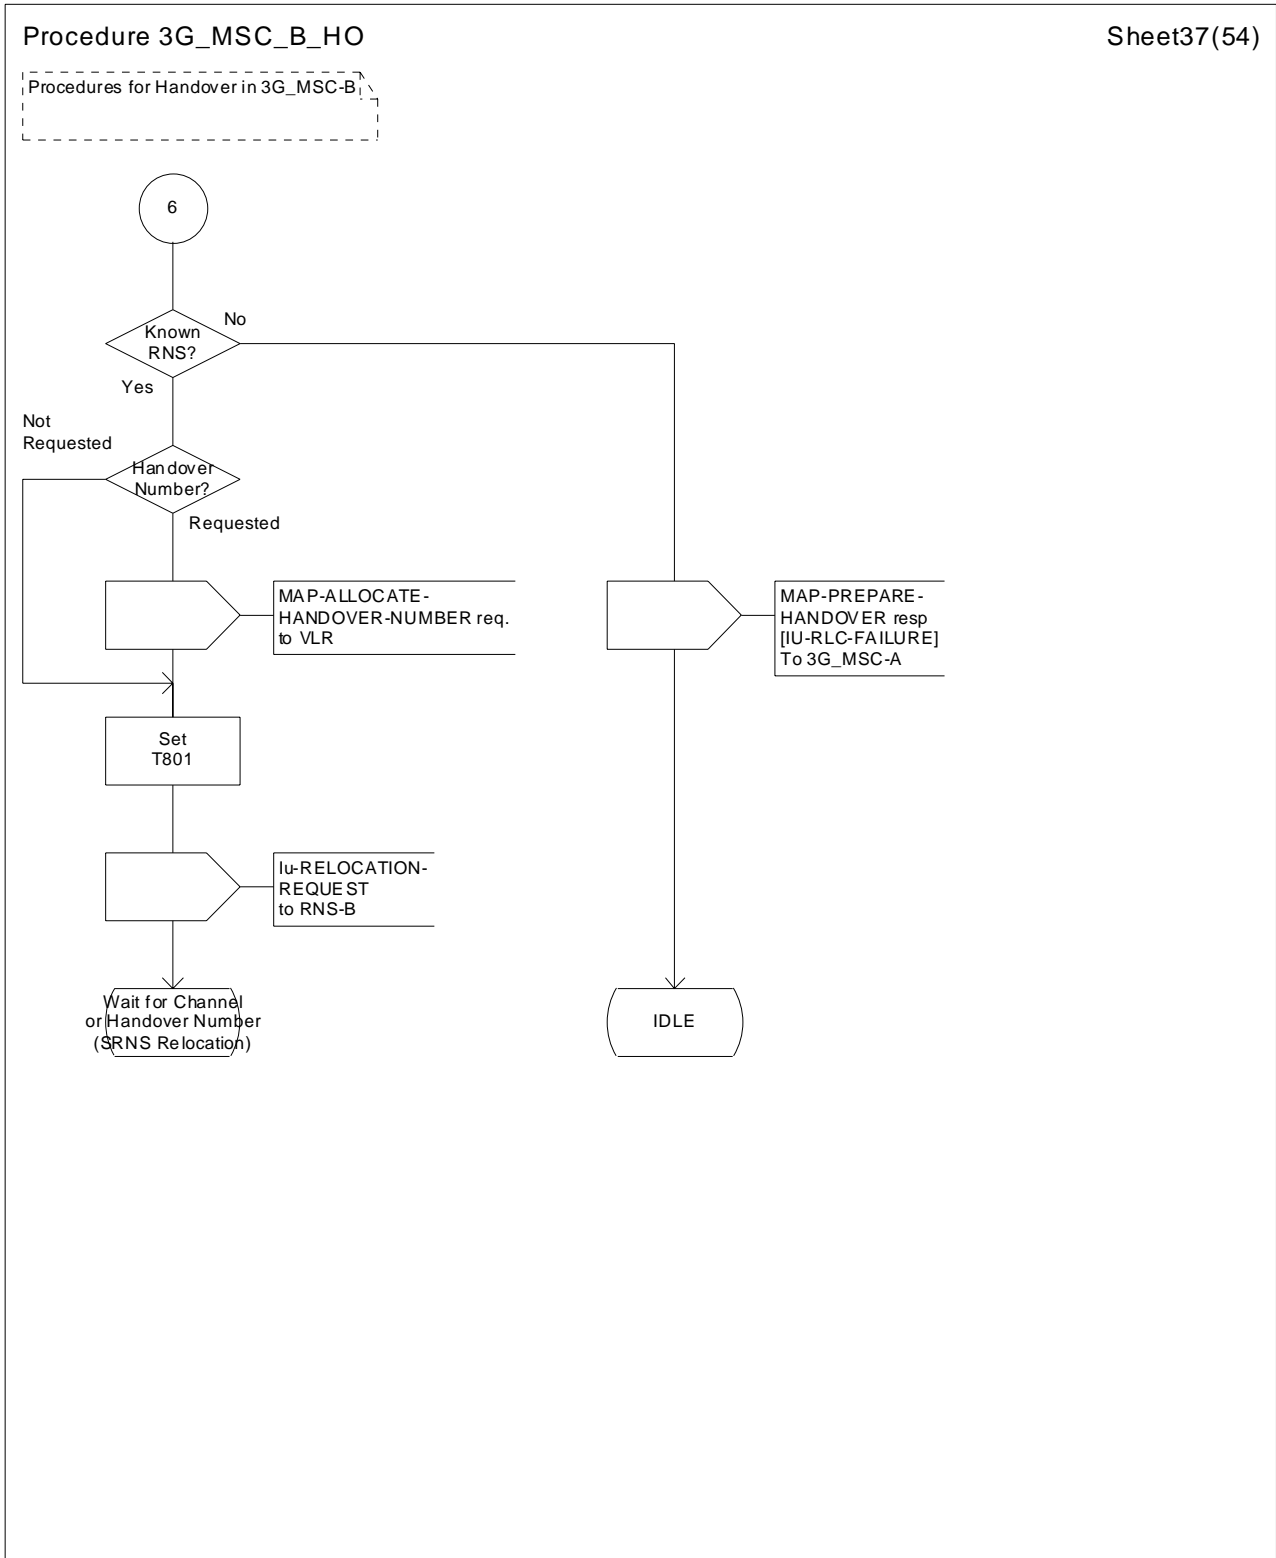 Procedure 3G_MSC_B_HO
Sheet37(54)
Procedures for Handover in 3G_MSC-B
6
Known
RNS?
No
Yes
Not
Requested
Handover
Number?
Requested
MAP-ALLOCATE-
HANDOVER-NUMBER req.
to VLR
MAP-PREPARE-
HANDOVER resp
[IU-RLC-FAILURE]
To 3G_MSC-A
Set
T801
Iu-RELOCATION-
REQUEST
to RNS-B
Wait for Channel
or Handover Number
(SRNS Relocation)
IDLE